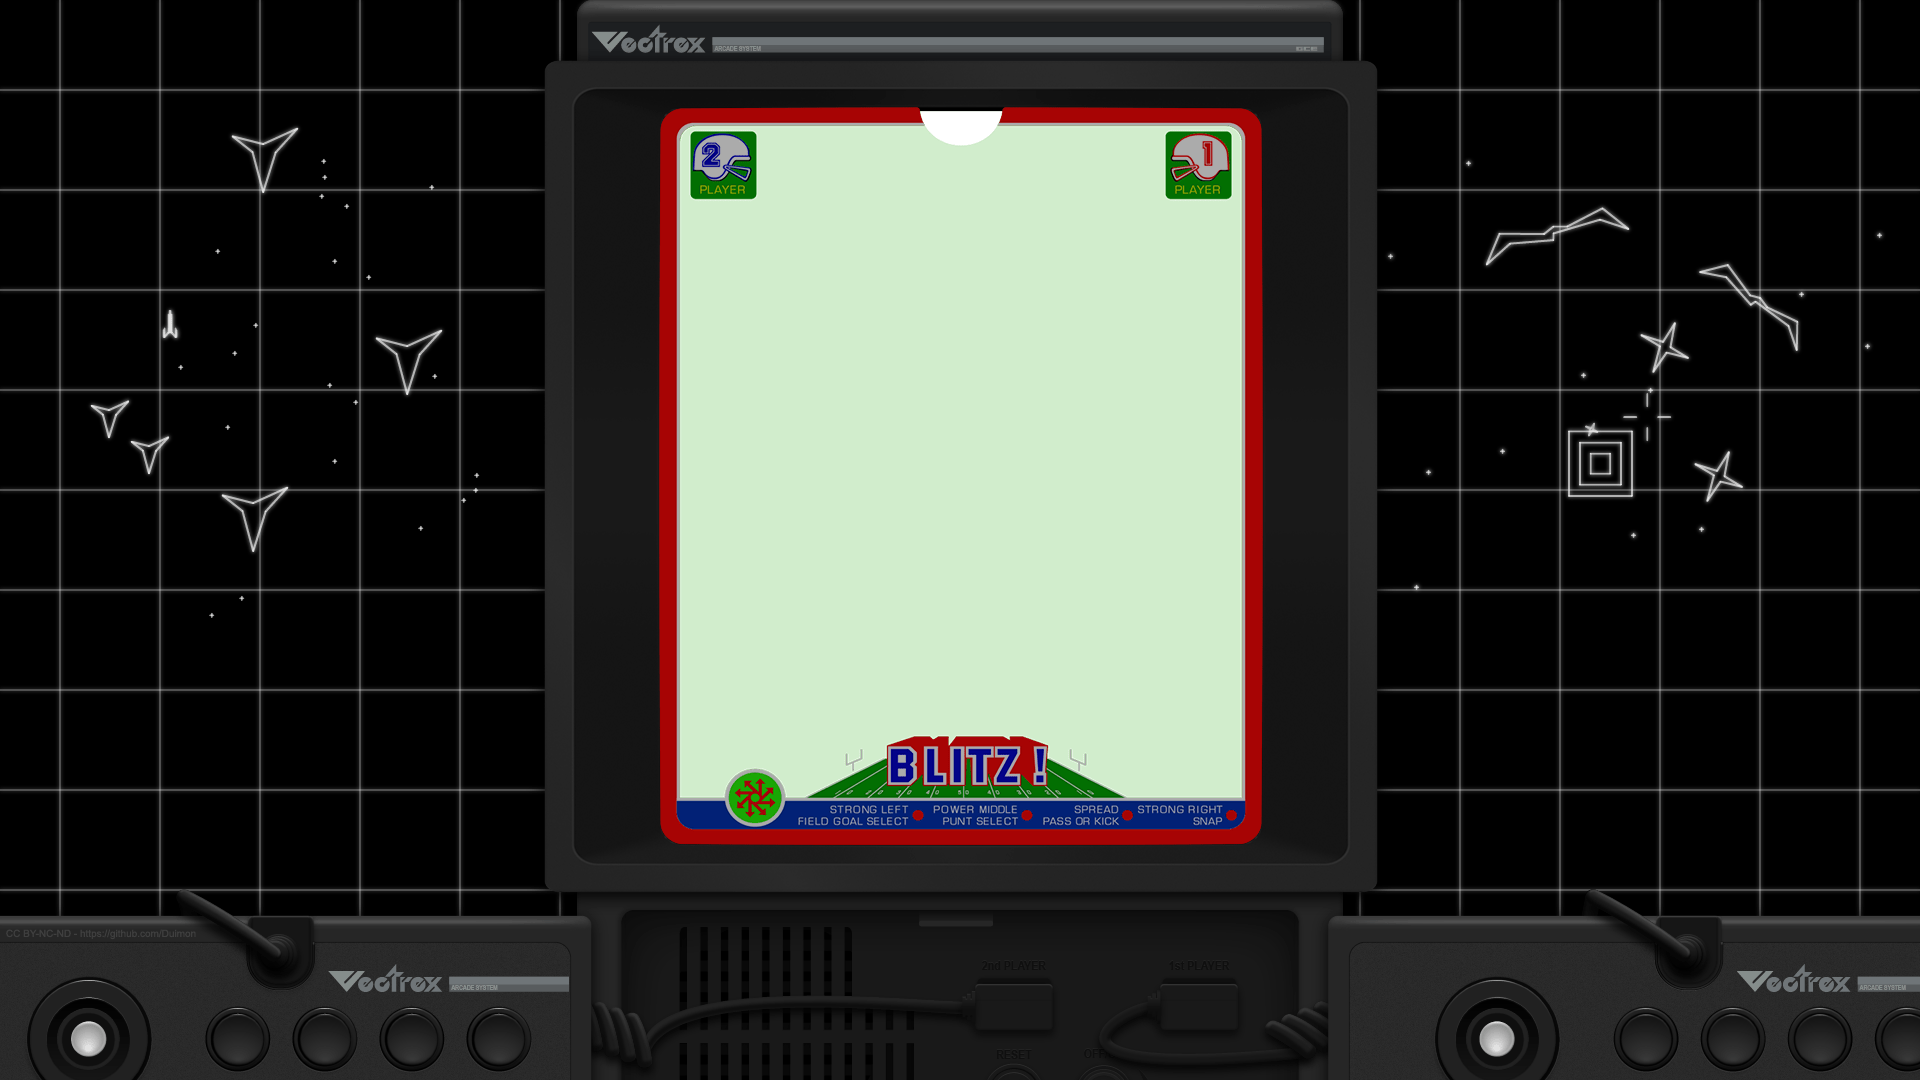 Vectrex
ARCADE SYSTEM
GCE
2
PLAYER
1
PLAYER
BLITZ !
STRONG LEFT
FIELD GOAL SELECT
POWER MIDDLE
PUNT SELECT
SPREAD
PASS OR KICK
STRONG RIGHT
SNAP
CC BY-NC-ND - https://github.com/Duimon
Vectrex
ARCADE SYSTEM
2nd PLAYER
1st PLAYER
RESET
Vectrex
ARCADE SYSTEM